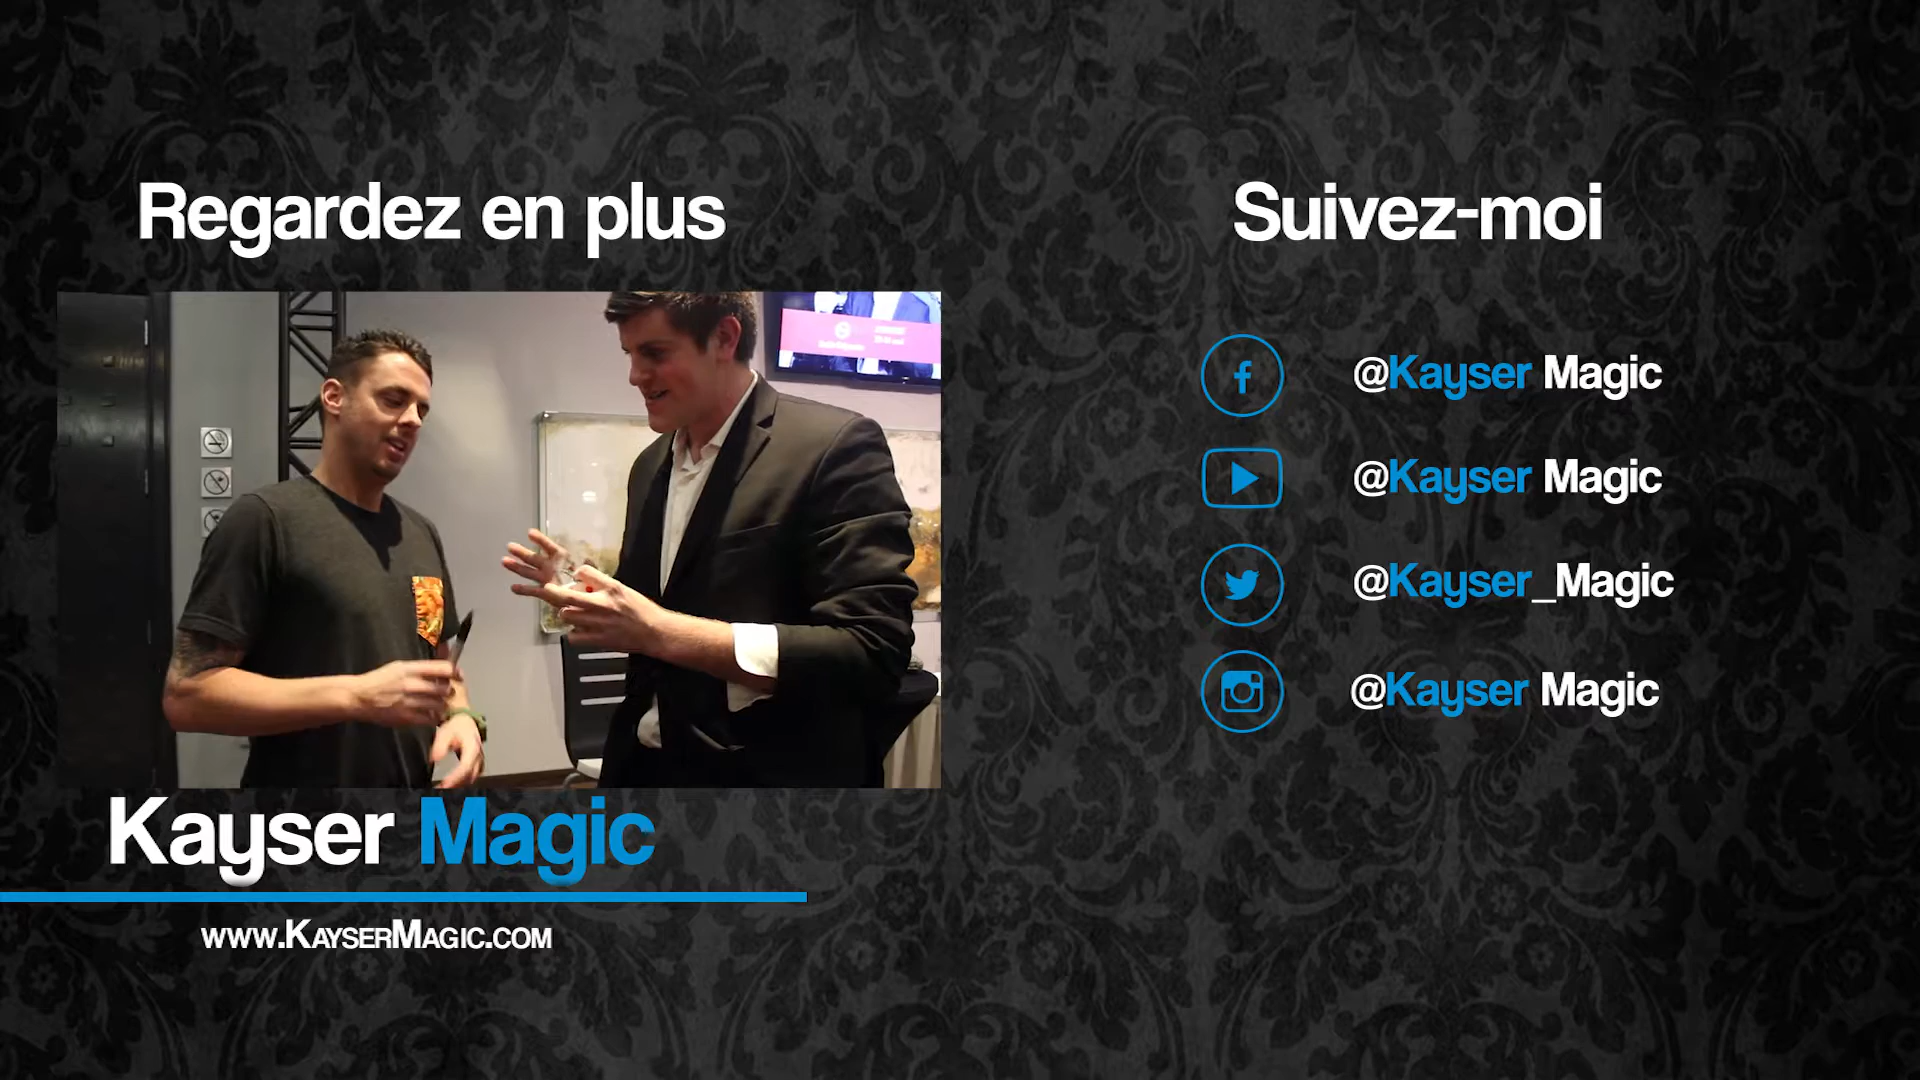 Regardez en plus
Suivez-moi
@Kayser Magic
@Kayser Magic
@Kayser_Magic
@Kayser Magic
Kayser Magic
www.KayserMagic.com